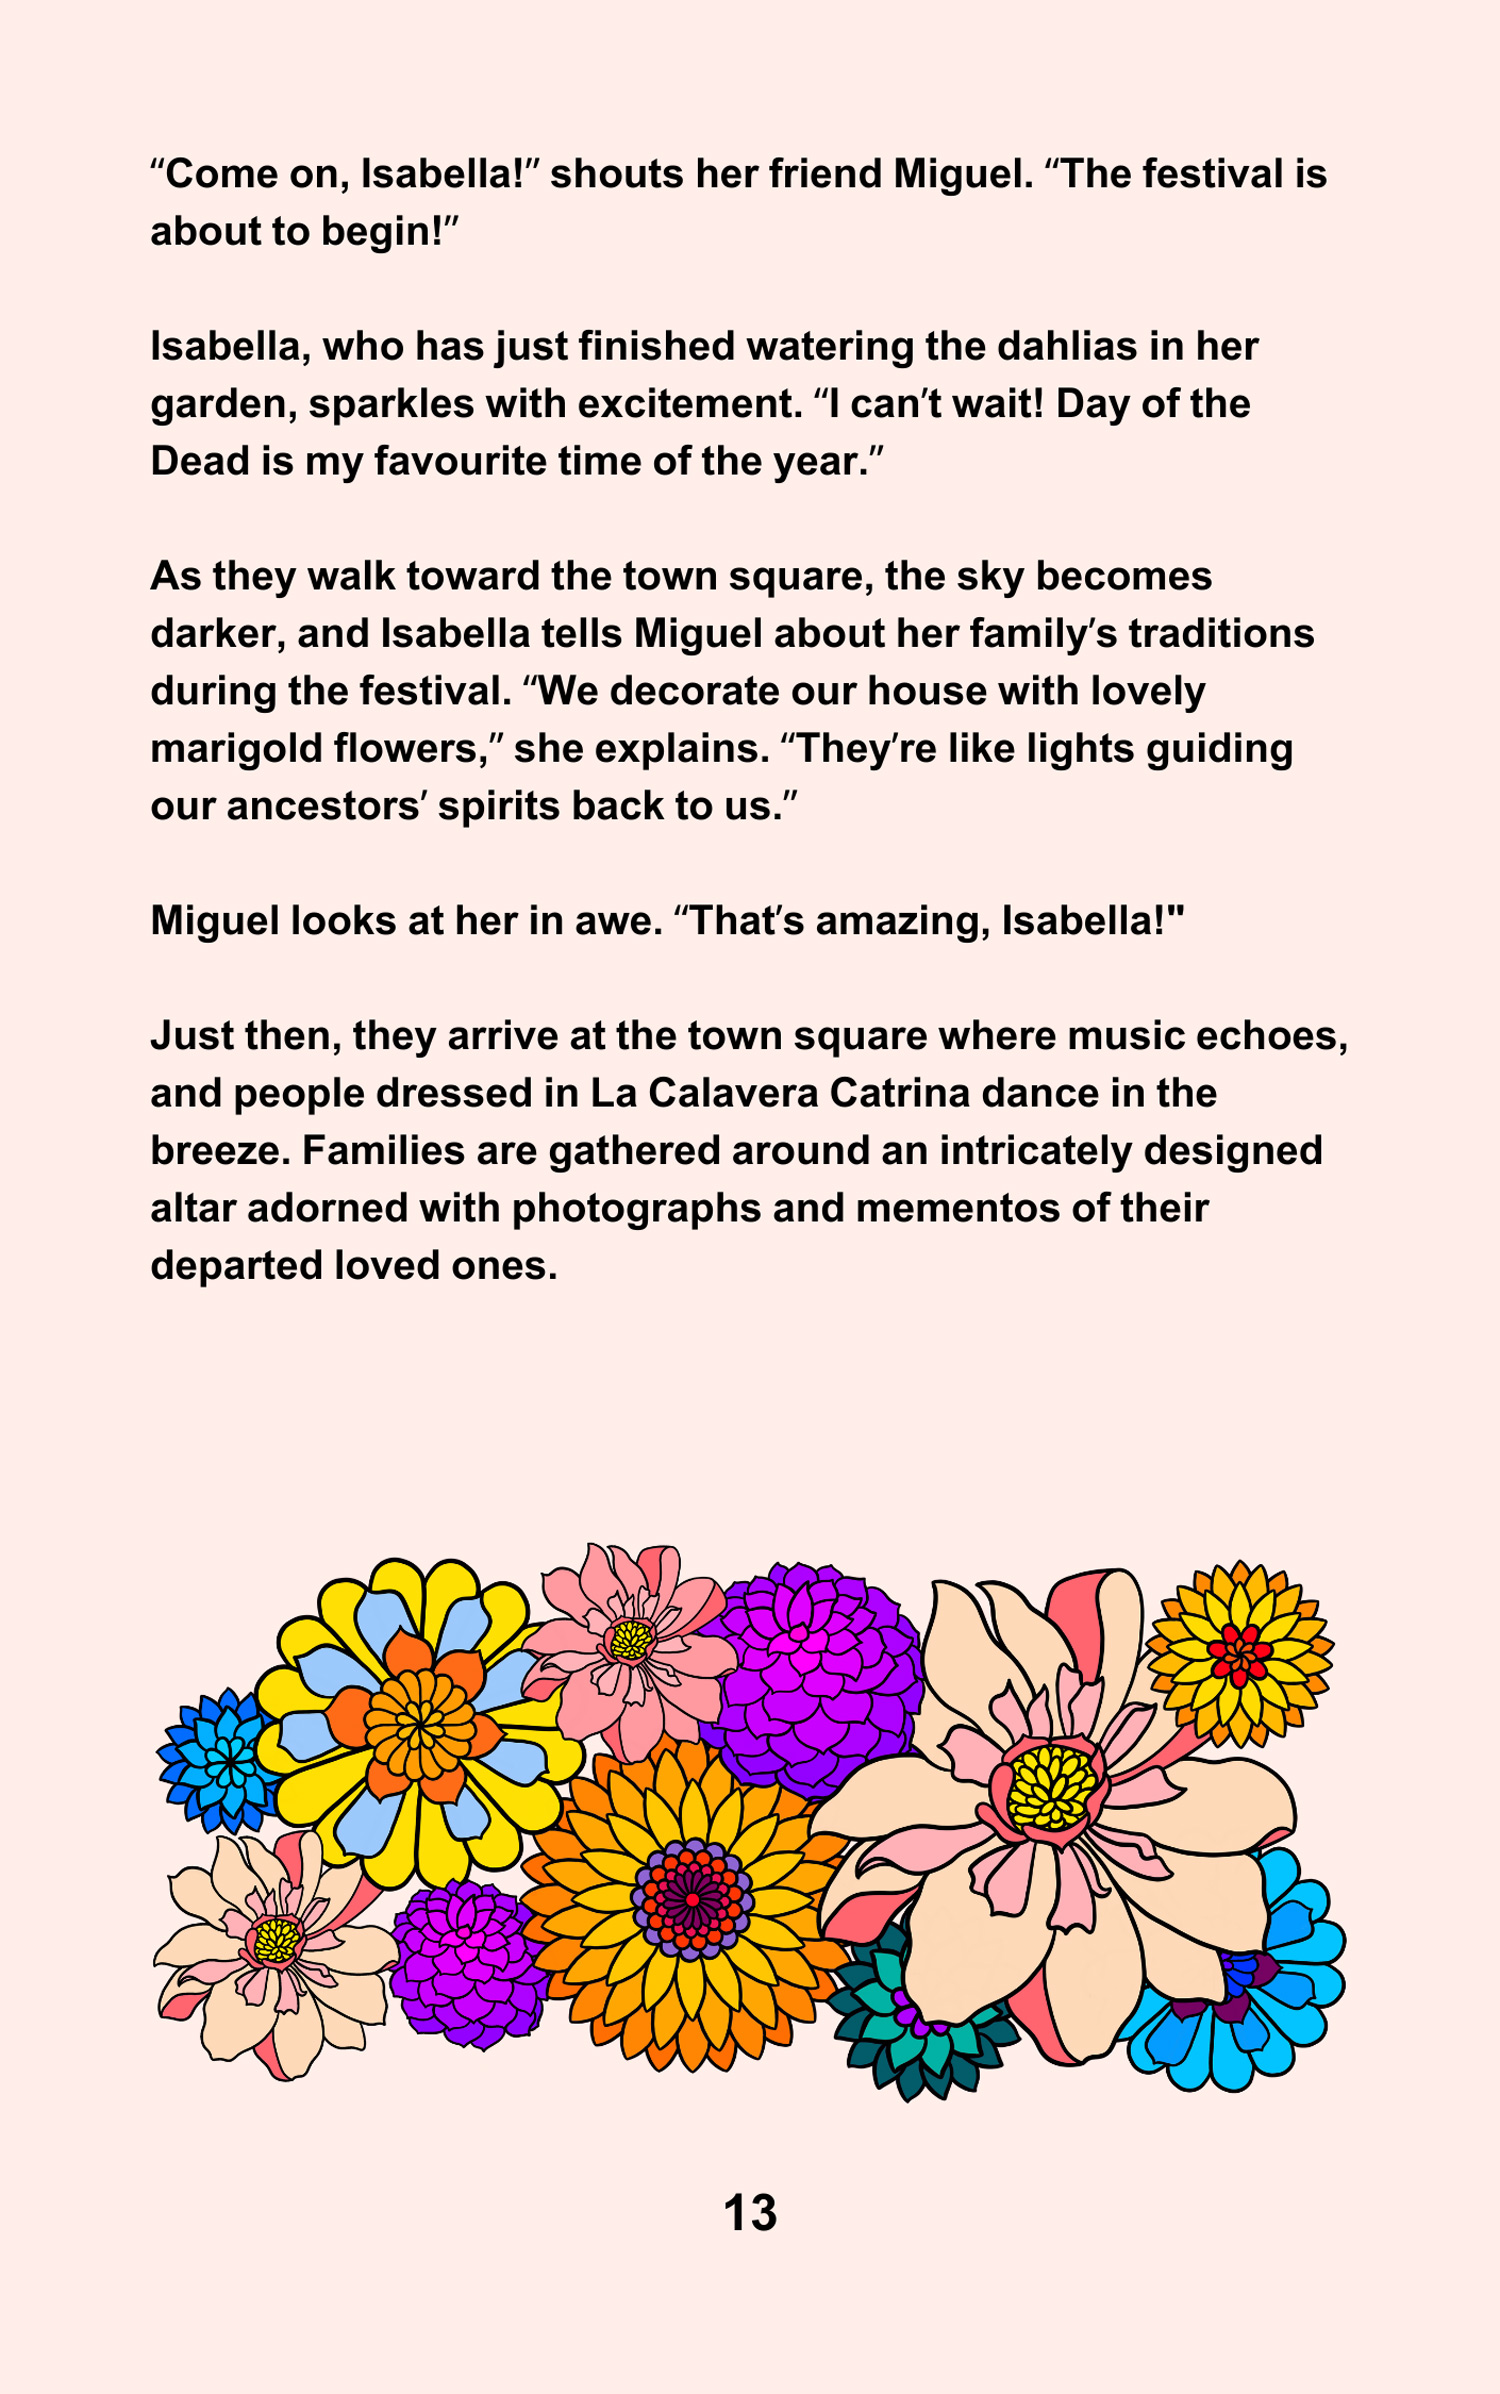 “Come on, Isabella!” shouts her friend Miguel. “The festival is
about to begin!”
Isabella, who has just finished watering the dahlias in her
garden, sparkles with excitement. “I can’t wait! Day of the
Dead is my favourite time of the year.”
As they walk toward the town square, the sky becomes
darker, and Isabella tells Miguel about her family’s traditions
during the festival. “We decorate our house with lovely
marigold flowers,” she explains. “They’re like lights guiding
our ancestors’ spirits back to us.”
Miguel looks at her in awe. “That’s amazing, Isabella!"
Just then, they arrive at the town square where music echoes,
and people dressed in La Calavera Catrina dance in the
breeze. Families are gathered around an intricately designed
altar adorned with photographs and mementos of their
departed loved ones.
13